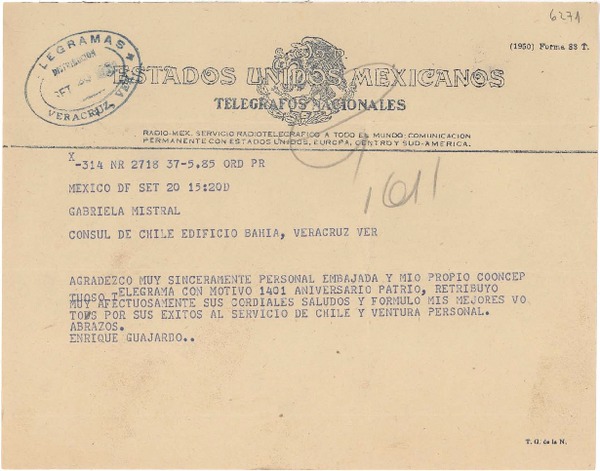 6271
(1950) Forma 83 T.
TELEGRAMAS
SET
VERACRUZ, VER
ESTADOS UNIDOS MEXICANOS
TELEGRAFOS NACIONALES
RADIO-MEX. SERVICIO RADIOTELEGRAFICO A TODO EL MUNDO: COMUNICACION
PERMANENTE CON ESTADOS UNIDOS, EUROPA, CENTRO Y SUD-AMERICA.
X
-314 NR 2718 37-5.85 ORD PR
1611
MEXICO DF SET 20 15:20D
GABRIELA MISTRAL
CONSUL DE CHILE EDIFICIO BAHIA, VERACRUZ VER
AGRADEZCO MUY SINCERAMENTE PERSONAL EMBAJADA Y MIO PROPIO COONCEP
TUOSO TELEGRAMA CON MOTIVO 1401 ANIVERSARIO PATRIO, RETRIBUYO
MUY AFECTUOSAMENTE SUS CORDIALES SALUDOS Y FORMULO MIS MEJORES VO
TOS POR SUS EXITOS AL SERVICIO DE CHILE Y VENTURA PERSONAL.
ABRAZOS.
ENRIQUE GUAJARDO..
T. G. de la N.